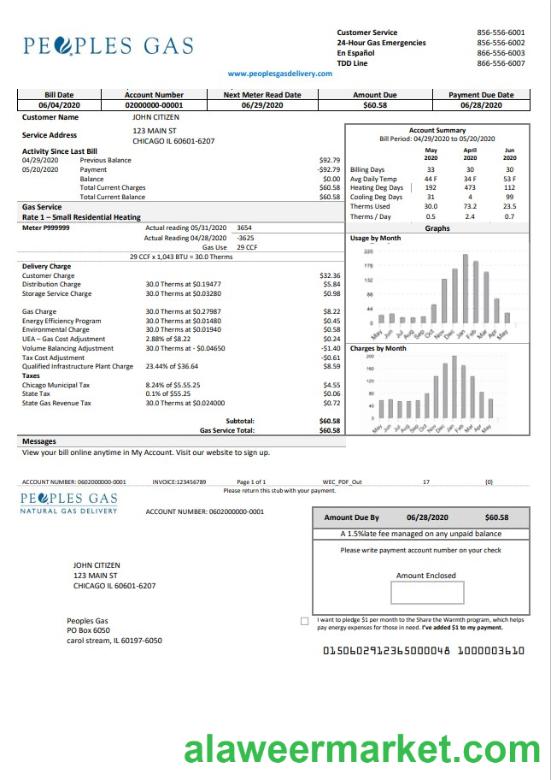 PEOPLES GAS
Customer Service 856-556-6001
24-Hour Gas Emergencies 856-556-6002
En Español 856-556-6003
TDD Line 866-556-6007
www.peoplesgasdelivery.com
Bill Date Account Number Next Meter Read Date Amount Due Payment Due Date
06/04/2020 02000000-00001 06/29/2020 $60.58 06/28/2020
Customer Name JOHN CITIZEN
Service Address 123 MAIN ST
CHICAGO IL 60601-6207
Activity Since Last Bill
04/29/2020 Previous Balance $92.79
05/20/2020 Payment -$92.79
Balance $0.00
Total Current Charges $60.58
Total Current Balance $60.58
Gas Service
Rate 1 – Small Residential Heating
Meter P999999 Actual reading 05/31/2020 3654
Actual Reading 04/28/2020 -3625
Gas Use 29 CCF
29 CCF x 1,043 BTU = 30.0 Therms
Delivery Charge
Customer Charge $32.36
Distribution Charge 30.0 Therms at $0.19477 $5.84
Storage Service Charge 30.0 Therms at $0.03280 $0.98
Gas Charge 30.0 Therms at $0.27987 $8.22
Energy Efficiency Program 30.0 Therms at $0.01480 $0.45
Environmental Charge 30.0 Therms at $0.01940 $0.58
UEA – Gas Cost Adjustment 2.88% of $8.22 $0.24
Volume Balancing Adjustment 30.0 Therms at - $0.04650 -$1.40
Tax Cost Adjustment -$0.61
Qualified Infrastructure Plant Charge 23.44% of $36.64 $8.59
Taxes
Chicago Municipal Tax 8.24% of $5.55.25 $4.55
State Tax 0.1% of $55.25 $0.06
State Gas Revenue Tax 30.0 Therms at $0.024000 $0.72
Subtotal: $60.58
Gas Service Total: $60.58
Account Summary
Bill Period: 04/29/2020 to 05/20/2020
May 2020 April 2020 Jun 2020
Billing Days 33 30 30
Avg Daily Temp 44 F 34 F 53 F
Heating Deg Days 192 473 112
Cooling Deg Days 31 4 99
Therms Used 30.0 73.2 23.5
Therms / Day 0.5 2.4 0.7
Graphs
Usage by Month
220
176
132
88
44
0
May Jun Jul Aug Sep Oct Nov Dec Jan Feb Mar Apr May
Charges by Month
200
160
120
80
40
0
May Jun Jul Aug Sep Oct Nov Dec Jan Feb Mar Apr May
Messages
View your bill online anytime in My Account. Visit our website to sign up.
ACCOUNT NUMBER: 0602000000-0001 INVOICE:123456789 Page 1 of 1 WEC_PDF_Out 17 (0)
Please return this stub with your payment.
PEOPLES GAS
NATURAL GAS DELIVERY
ACCOUNT NUMBER: 0602000000-0001
Amount Due By 06/28/2020 $60.58
A 1.5%late fee managed on any unpaid balance
Please write payment account number on your check
JOHN CITIZEN
123 MAIN ST
CHICAGO IL 60601-6207
Amount Enclosed
Peoples Gas
PO Box 6050
carol stream, IL 60197-6050
I want to pledge $1 per month to the Share the Warmth program, which helps
pay energy expenses for those in need. I've added $1 to my payment.
0150602912365000048 1000003610
alaweermarket.com